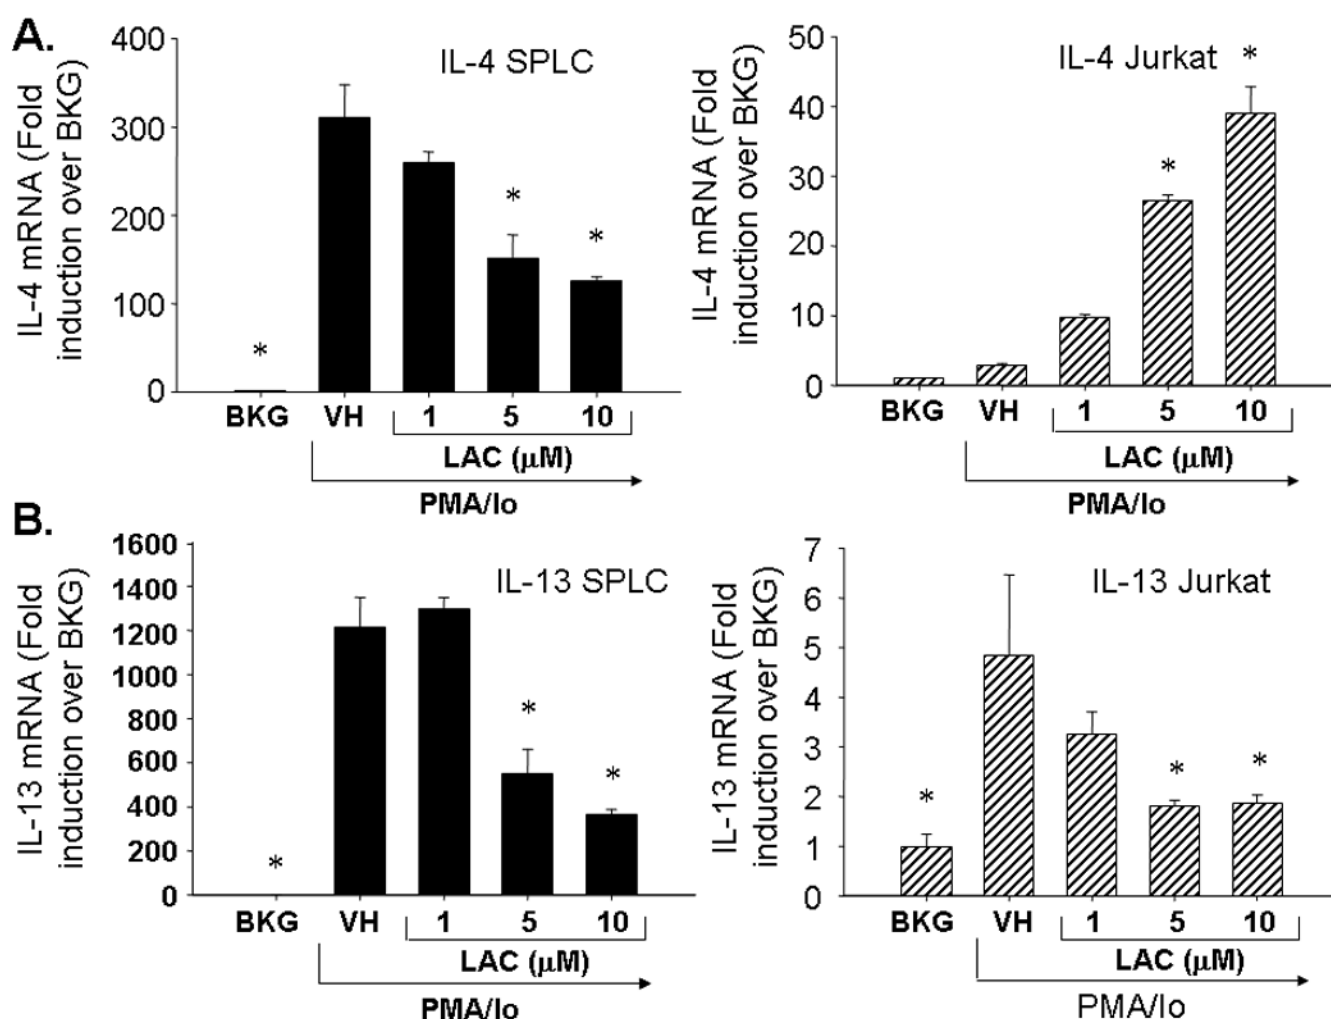 A.
IL-4 mRNA (Fold
induction over BKG)
400
300
200
100
0
IL-4 SPLC
*
*
*
BKG VH 1 5 10
LAC (μM)
PMA/Io
IL-4 mRNA (Fold
induction over BKG)
50
40
30
20
10
0
IL-4 Jurkat
*
*
BKG VH 1 5 10
LAC (μM)
PMA/Io
B.
IL-13 mRNA (Fold
induction over BKG)
1600
1400
1200
1000
800
600
400
200
0
IL-13 SPLC
*
*
*
BKG VH 1 5 10
LAC (μM)
PMA/Io
IL-13 mRNA (Fold
induction over BKG)
7
6
5
4
3
2
1
0
IL-13 Jurkat
*
*
*
BKG VH 1 5 10
LAC (μM)
PMA/Io